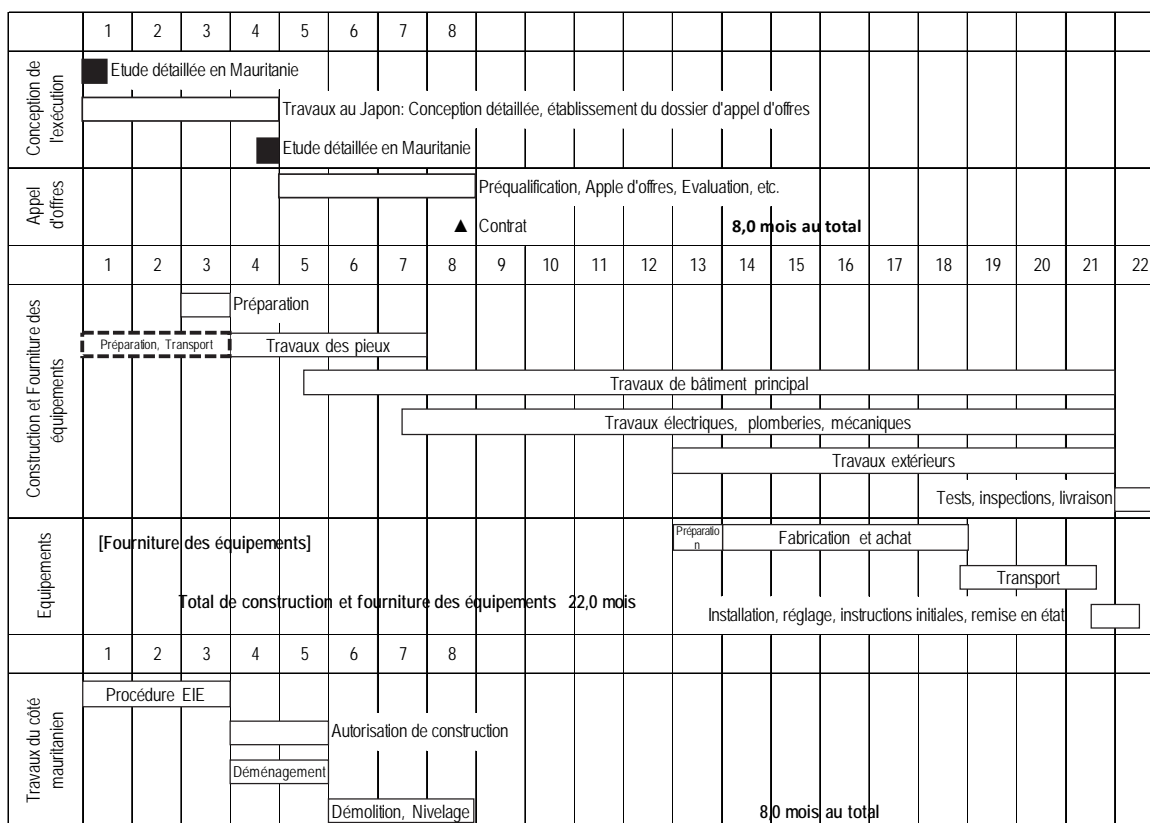 1 2 3 4 5 6 7 8
Conception de l'exécution
Etude détaillée en Mauritanie
Travaux au Japon: Conception détaillée, établissement du dossier d'appel d'offres
Etude détaillée en Mauritanie
Appel d'offres
Préqualification, Apple d'offres, Evaluation, etc.
▲ Contrat 8,0 mois au total
1 2 3 4 5 6 7 8 9 10 11 12 13 14 15 16 17 18 19 20 21 22
Construction et Fourniture des équipements
Préparation
Préparation, Transport Travaux des pieux
Travaux de bâtiment principal
Travaux électriques, plomberies, mécaniques
Travaux extérieurs
Tests, inspections, livraison
Equipements
[Fourniture des équipements] Préparation Fabrication et achat
Transport
Total de construction et fourniture des équipements 22,0 mois
Installation, réglage, instructions initiales, remise en état
1 2 3 4 5 6 7 8
Travaux du côté mauritanien
Procédure EIE
Autorisation de construction
Déménagement
Démolition, Nivelage 8,0 mois au total